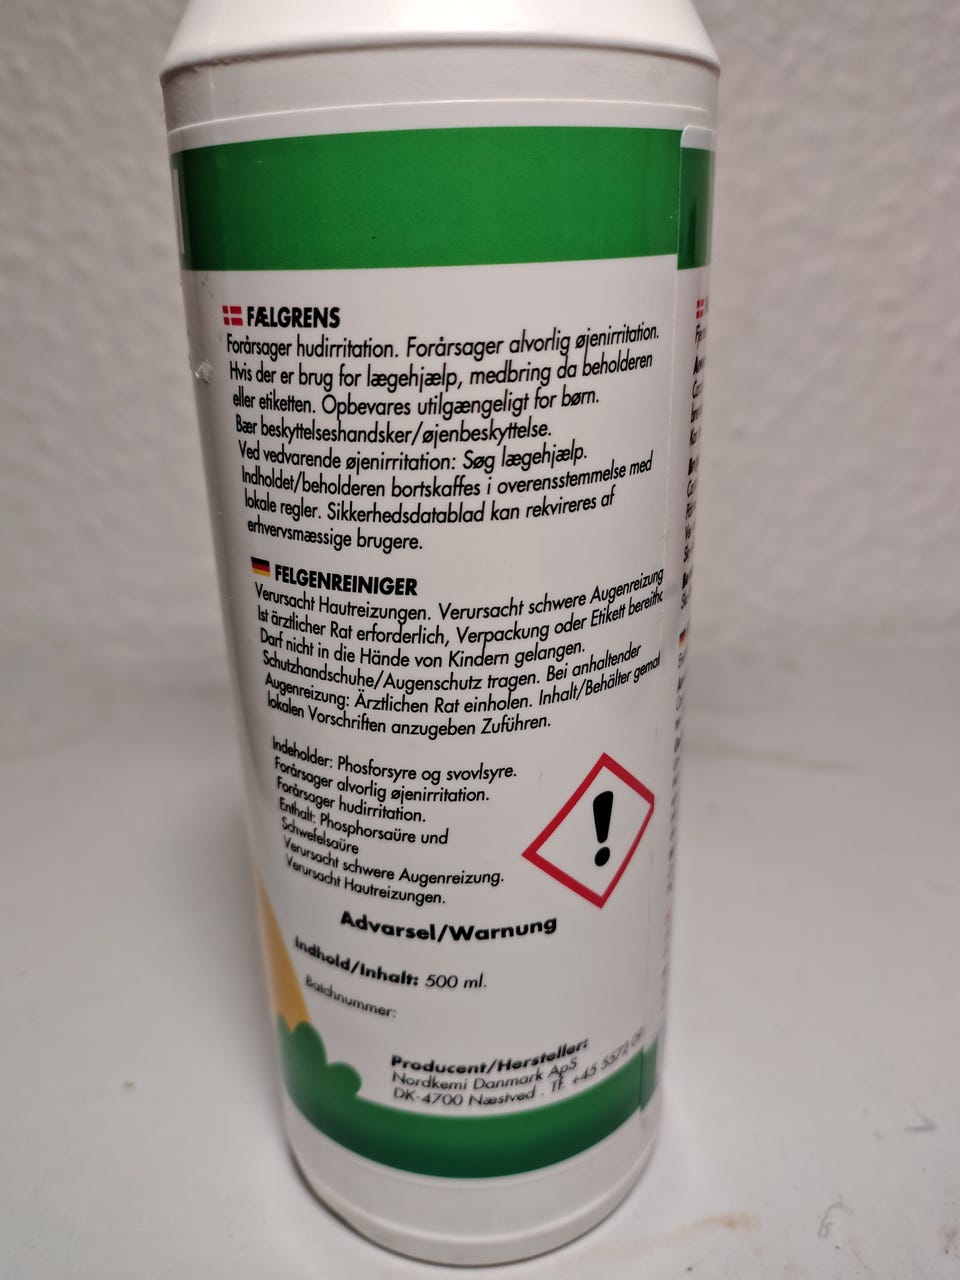 FÆLGRENS
Forårsager hudirritation. Forårsager alvorlig øjenirritation.
Hvis der er brug for lægehjælp, medbring da beholderen
eller etiketten. Opbevares utilgængeligt for børn.
Bær beskyttelseshandsker/øjenbeskyttelse.
Ved vedvarende øjenirritation: Søg lægehjælp.
Indholdet/beholderen bortskaffes i overensstemmelse med
lokale regler. Sikkerhedsdatablad kan rekvireres af
erhvervsmæssige brugere.
FELGENREINIGER
Verursacht Hautreizungen. Verursacht schwere Augenreizung
Ist ärztlicher Rat erforderlich, Verpackung oder Etikett
Darf nicht in die Hände von Kindern gelangen.
Schutzhandschuhe/Augenschutz tragen. Bei anhaltender
Augenreizung: Ärztlichen Rat einholen. Inhalt/Behälter
lokalen Vorschriften anzugeben Zuführen.
Indeholder: Phosforsyre og svovlsyre.
Forårsager alvorlig øjenirritation.
Forårsager hudirritation.
Enthalt: Phosphorsaüre und
Schwefelsaüre
Verursacht schwere Augenreizung.
Verursacht Hautreizungen.
Advarsel/Warnung
Indhold/Inhalt: 500 ml.
Batchnummer:
Producent/Hersteller:
Nordkemi Danmark ApS
DK-4700 Næstved . Tf. +45 5572